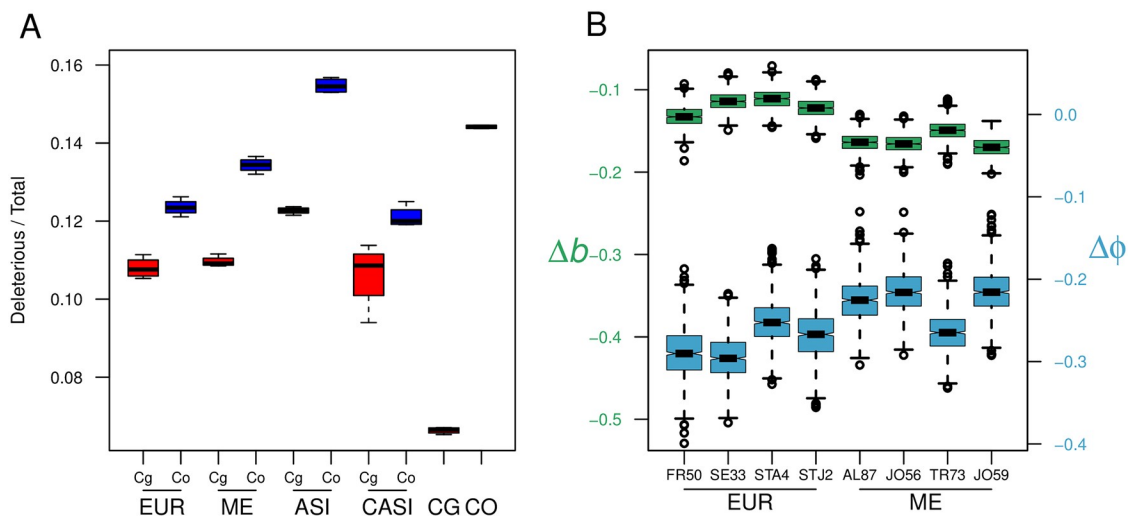 A
B
0.16
0.14
0.12
0.10
0.08
Deleterious / Total
Cg Co Cg Co Cg Co Cg Co
EUR ME ASI CASI CG CO
-0.1
-0.2
-0.3
-0.4
-0.5
Δb
0.0
-0.1
-0.2
-0.3
-0.4
Δϕ
FR50 SE33 STA4 STJ2 AL87 JO56 TR73 JO59
EUR ME